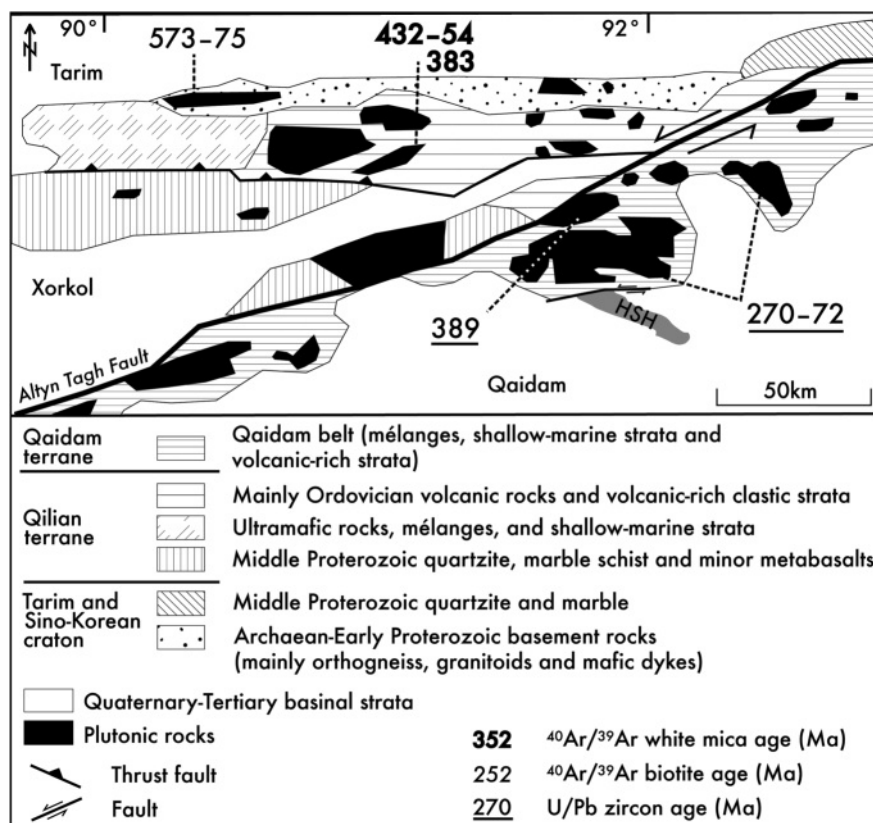 90°
92°
N
573–75
432–54
383
Tarim
Xorkol
389
HSH
270–72
Altyn Tagh Fault
Qaidam
50km
Qaidam
terrane
Qaidam belt (mélanges, shallow-marine strata and
volcanic-rich strata)
Qilian
terrane
Mainly Ordovician volcanic rocks and volcanic-rich clastic strata
Ultramafic rocks, mélanges, and shallow-marine strata
Middle Proterozoic quartzite, marble schist and minor metabasalts
Tarim and
Sino-Korean
craton
Middle Proterozoic quartzite and marble
Archaean-Early Proterozoic basement rocks
(mainly orthogneiss, granitoids and mafic dykes)
Quaternary-Tertiary basinal strata
Plutonic rocks
Thrust fault
Fault
352 ⁴⁰Ar/³⁹Ar white mica age (Ma)
252 ⁴⁰Ar/³⁹Ar biotite age (Ma)
270 U/Pb zircon age (Ma)